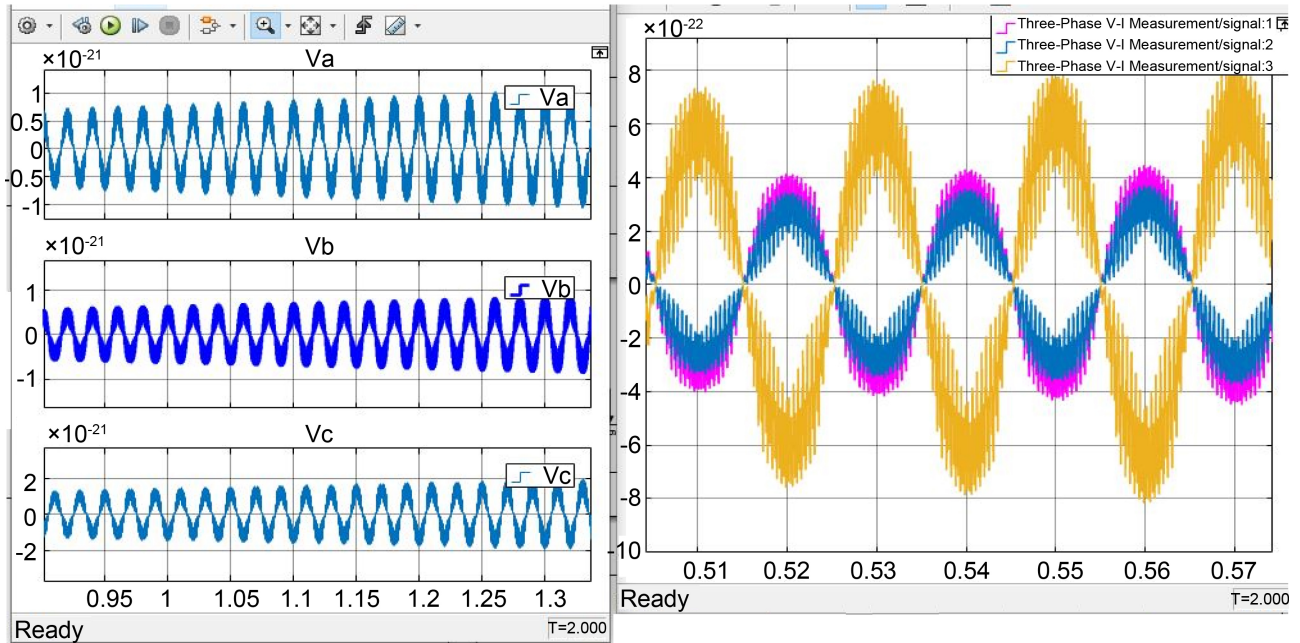 ×10-21
Va
Va
1
0.5
0
-0.5
-1
×10-21
Vb
Vb
1
0
-1
×10-21
Vc
Vc
2
0
-2
0.95 1 1.05 1.1 1.15 1.2 1.25 1.3
Ready T=2.000
×10-22
Three-Phase V-I Measurement/signal:1
Three-Phase V-I Measurement/signal:2
Three-Phase V-I Measurement/signal:3
8
6
4
2
0
-2
-4
-6
-8
-10
0.51 0.52 0.53 0.54 0.55 0.56 0.57
Ready T=2.000